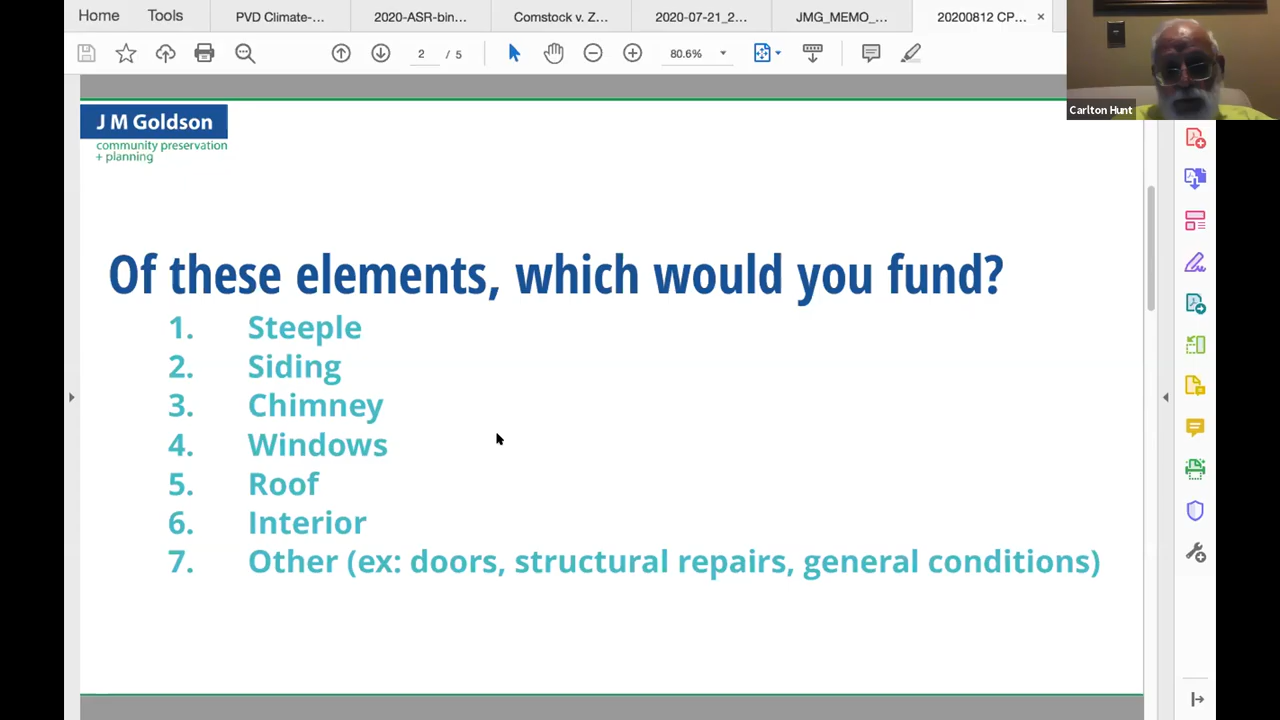 Home Tools PVD Climate-... 2020-ASR-bin... Comstock v. Z... 2020-07-21_2... JMG_MEMO_... 20200812 CP... ×
2 / 5 80.6%
Carlton Hunt
J M Goldson
community preservation
+ planning
Of these elements, which would you fund?
1. Steeple
2. Siding
3. Chimney
4. Windows
5. Roof
6. Interior
7. Other (ex: doors, structural repairs, general conditions)